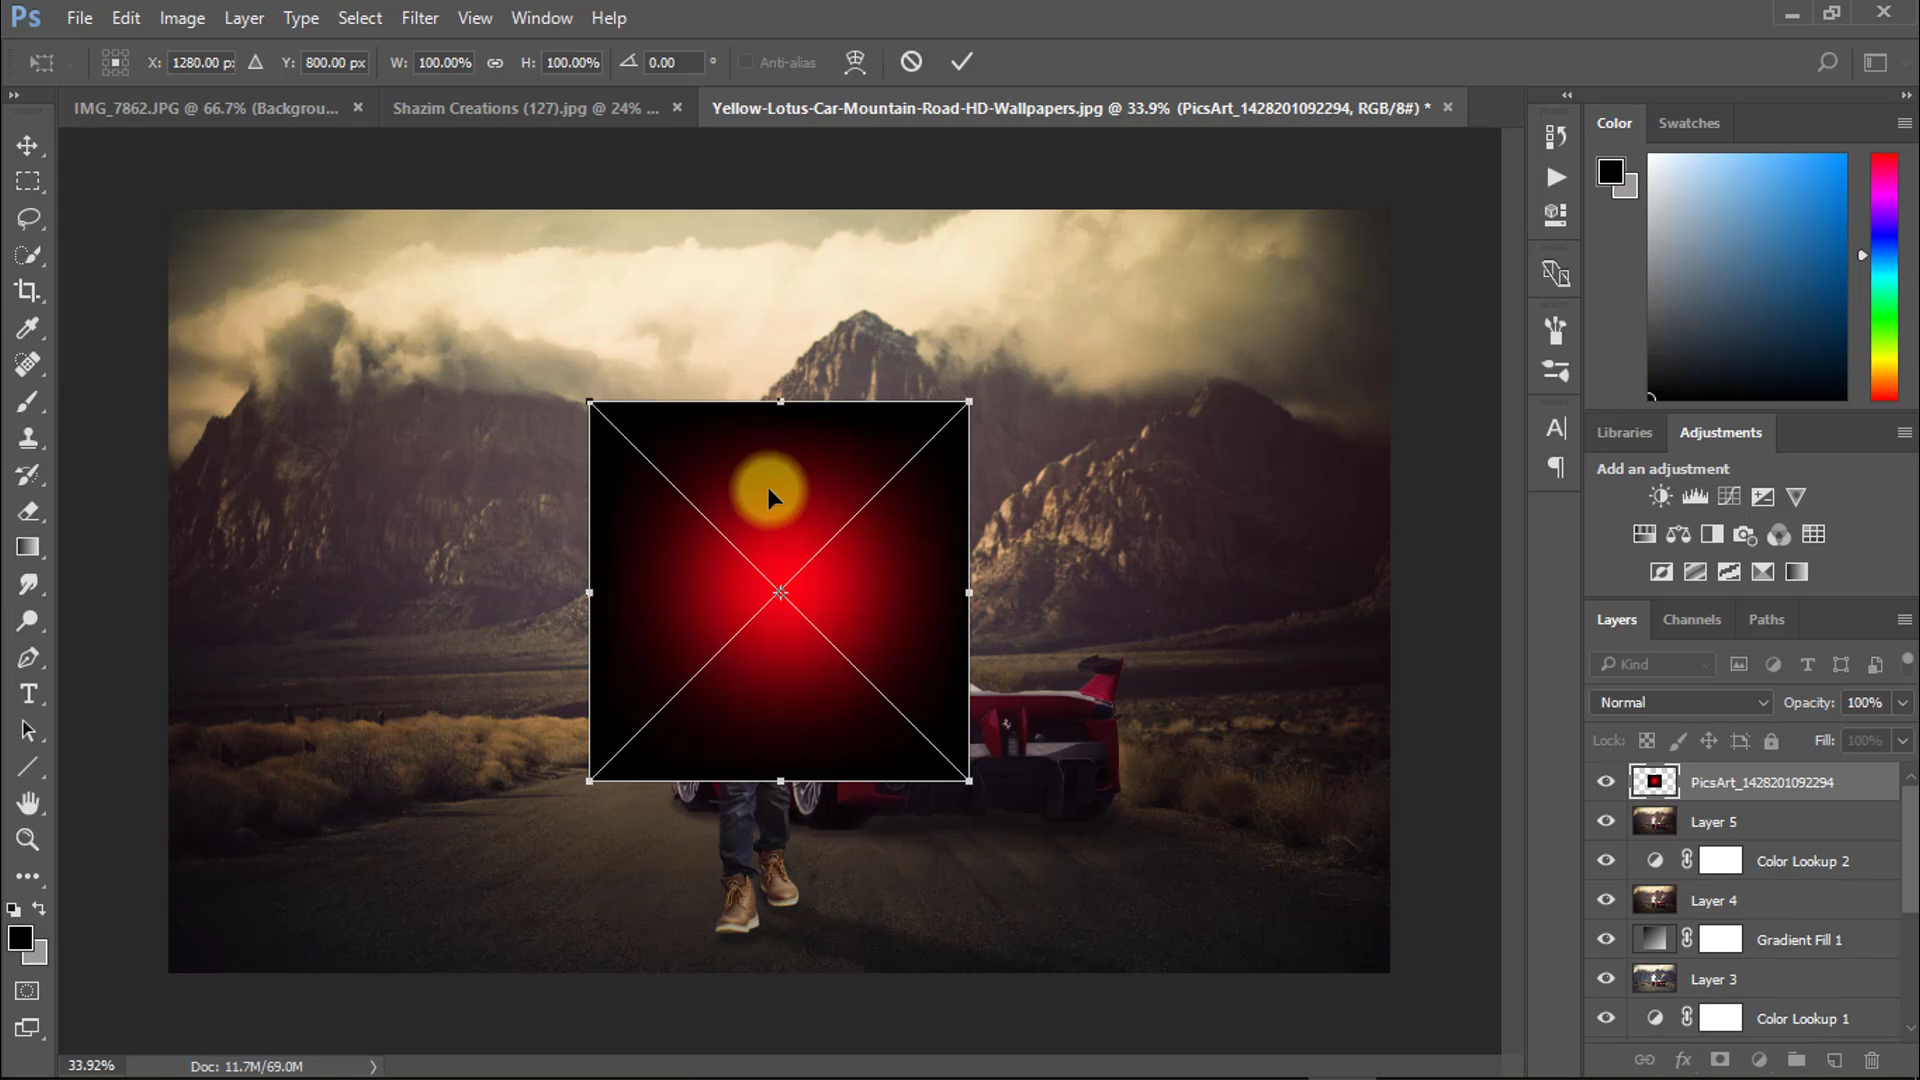 Ps File Edit Image Layer Type Select Filter View Window Help
X: 1280.00 px Y: 800.00 px W: 100.00% H: 100.00% 0.00 ° Anti-alias
IMG_7862.JPG @ 66.7% (Backgrou... × Shazim Creations (127).jpg @ 24% ... × Yellow-Lotus-Car-Mountain-Road-HD-Wallpapers.jpg @ 33.9% (PicsArt_1428201092294, RGB/8#) * ×
Color Swatches
Libraries Adjustments
Add an adjustment
Layers Channels Paths
Kind
Normal Opacity: 100%
Lock: Fill: 100%
PicsArt_1428201092294
Layer 5
Color Lookup 2
Layer 4
Gradient Fill 1
Layer 3
Color Lookup 1
33.92% Doc: 11.7M/69.0M